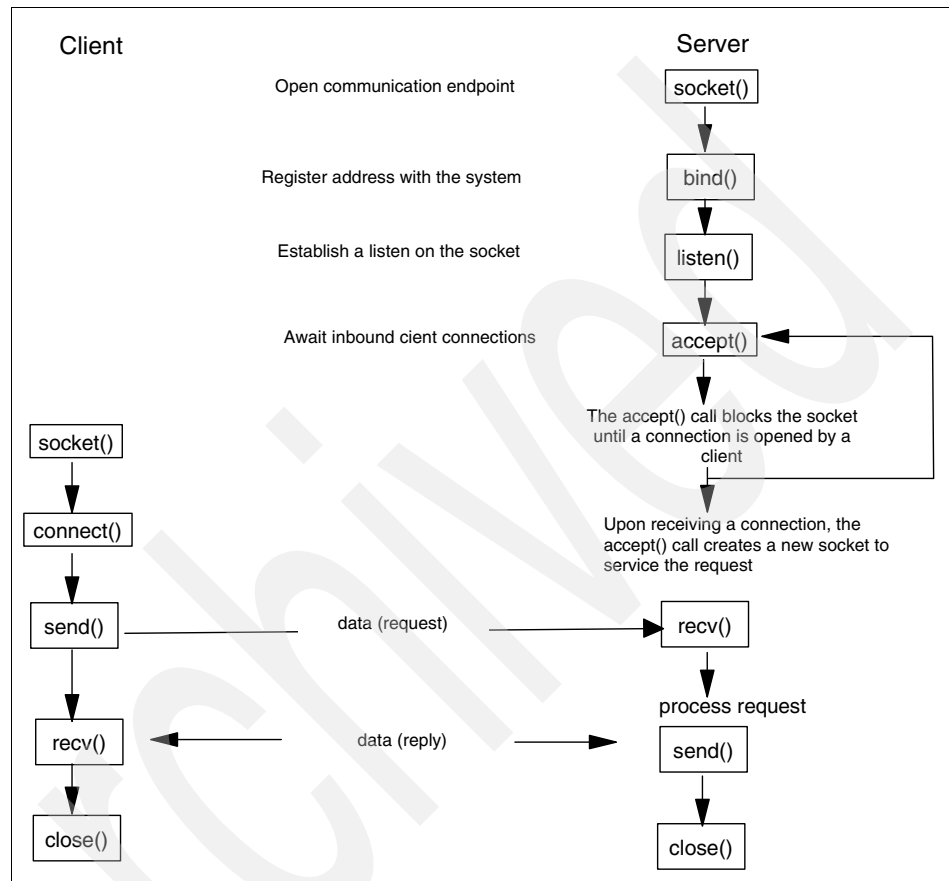 Client
Server
Open communication endpoint
socket()
Register address with the system
bind()
Establish a listen on the socket
listen()
Await inbound cient connections
accept()
The accept() call blocks the socket
until a connection is opened by a
client
socket()
connect()
Upon receiving a connection, the
accept() call creates a new socket to
service the request
send()
data (request)
recv()
process request
recv()
data (reply)
send()
close()
close()
rchived